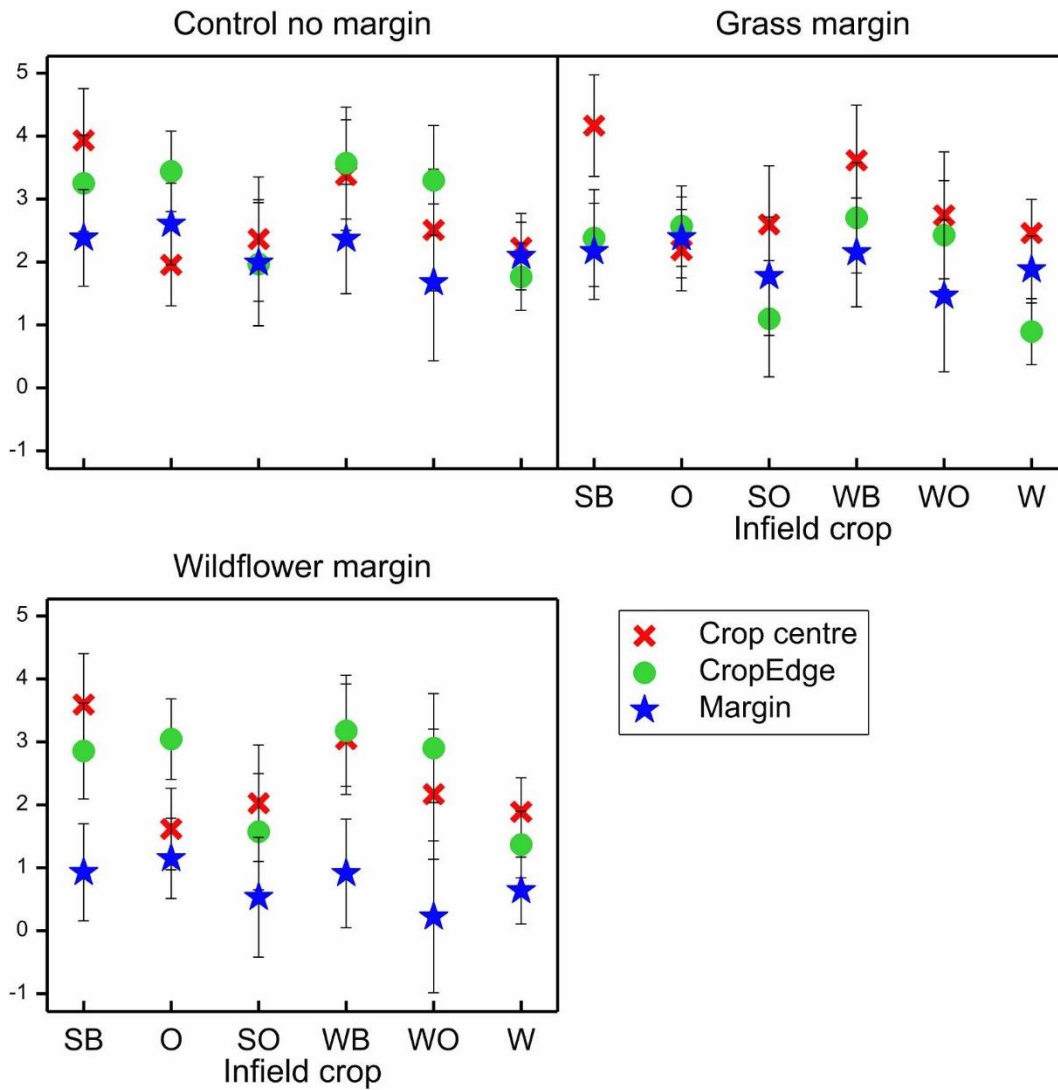 Control no margin
Grass margin
5
4
3
2
1
0
-1
SB O SO WB WO W
Infield crop
Wildflower margin
5
4
3
2
1
0
-1
SB O SO WB WO W
Infield crop
Crop centre
CropEdge
Margin